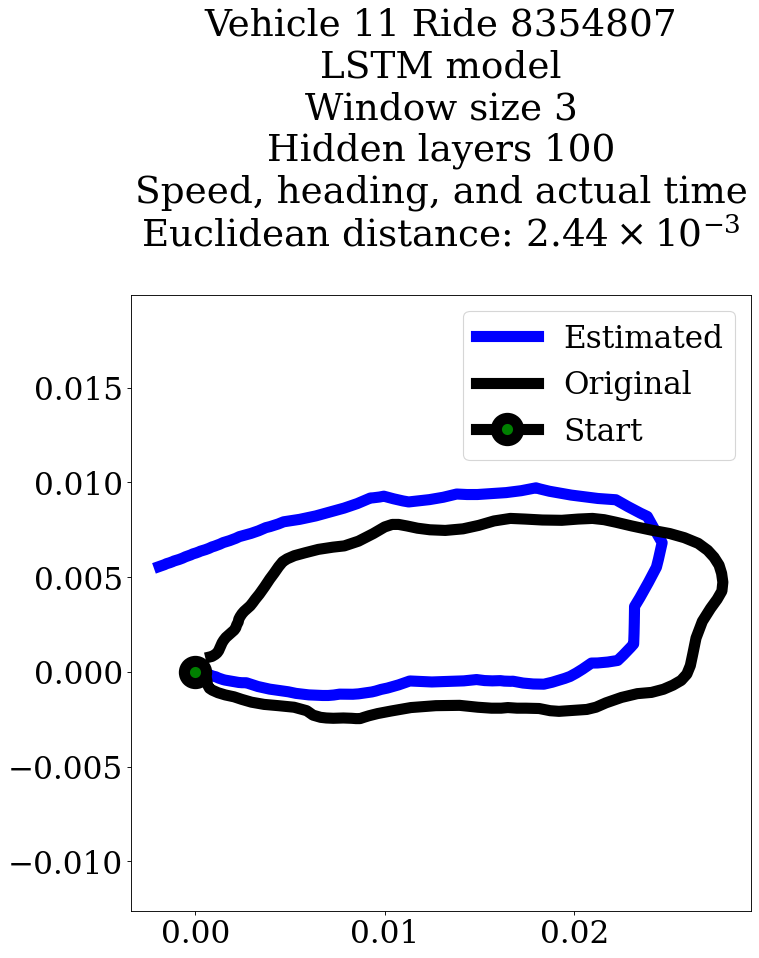 Vehicle 11 Ride 8354807
LSTM model
Window size 3
Hidden layers 100
Speed, heading, and actual time
Euclidean distance: 2.44 × 10⁻³
Estimated
Original
Start
0.015
0.010
0.005
0.000
−0.005
−0.010
0.00 0.01 0.02